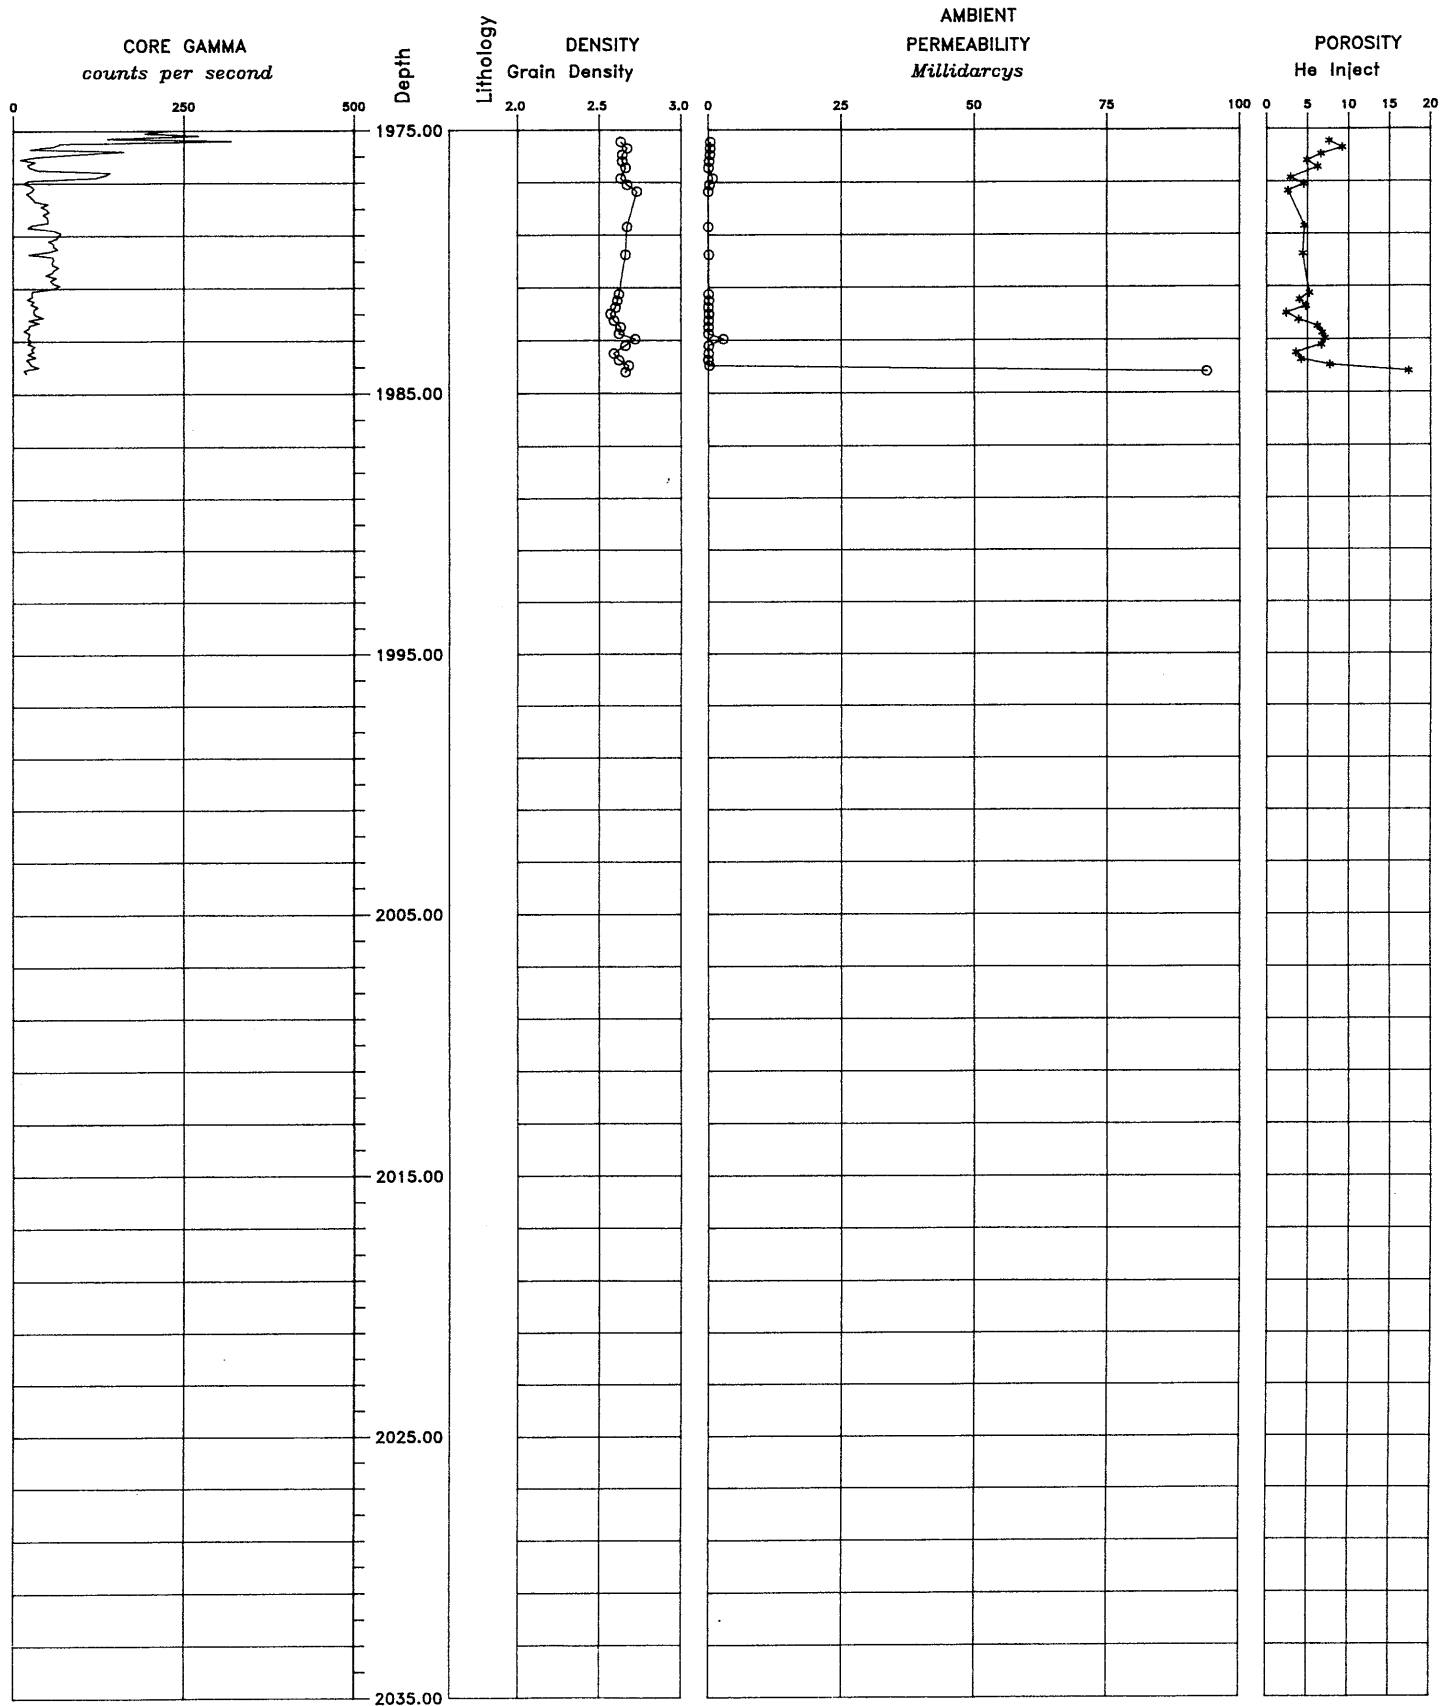 AMBIENT
CORE GAMMA
counts per second
Depth
Lithology
DENSITY
Grain Density
PERMEABILITY
Millidarcys
POROSITY
He Inject
0 250 500
2.0 2.5 3.0
0 25 50 75 100
0 5 10 15 20
1975.00
1985.00
1995.00
2005.00
2015.00
2025.00
2035.00